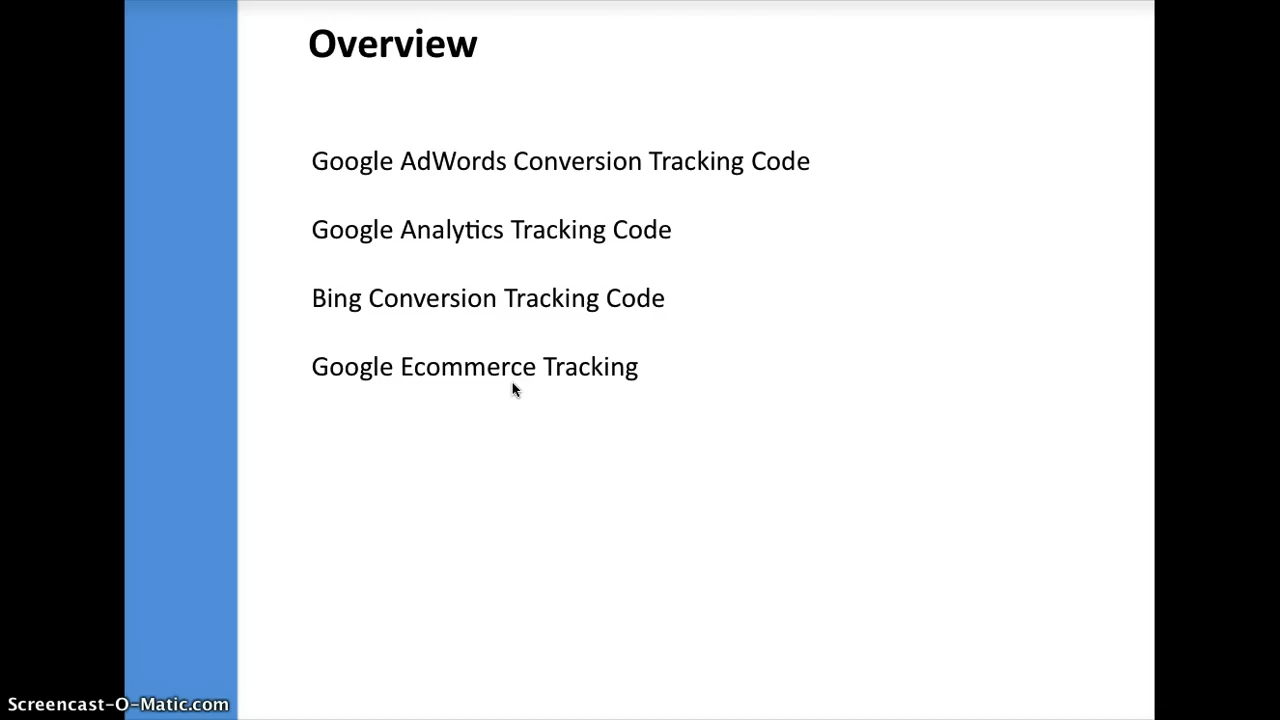 Overview
Google AdWords Conversion Tracking Code
Google Analytics Tracking Code
Bing Conversion Tracking Code
Google Ecommerce Tracking
Screencast-O-Matic.com